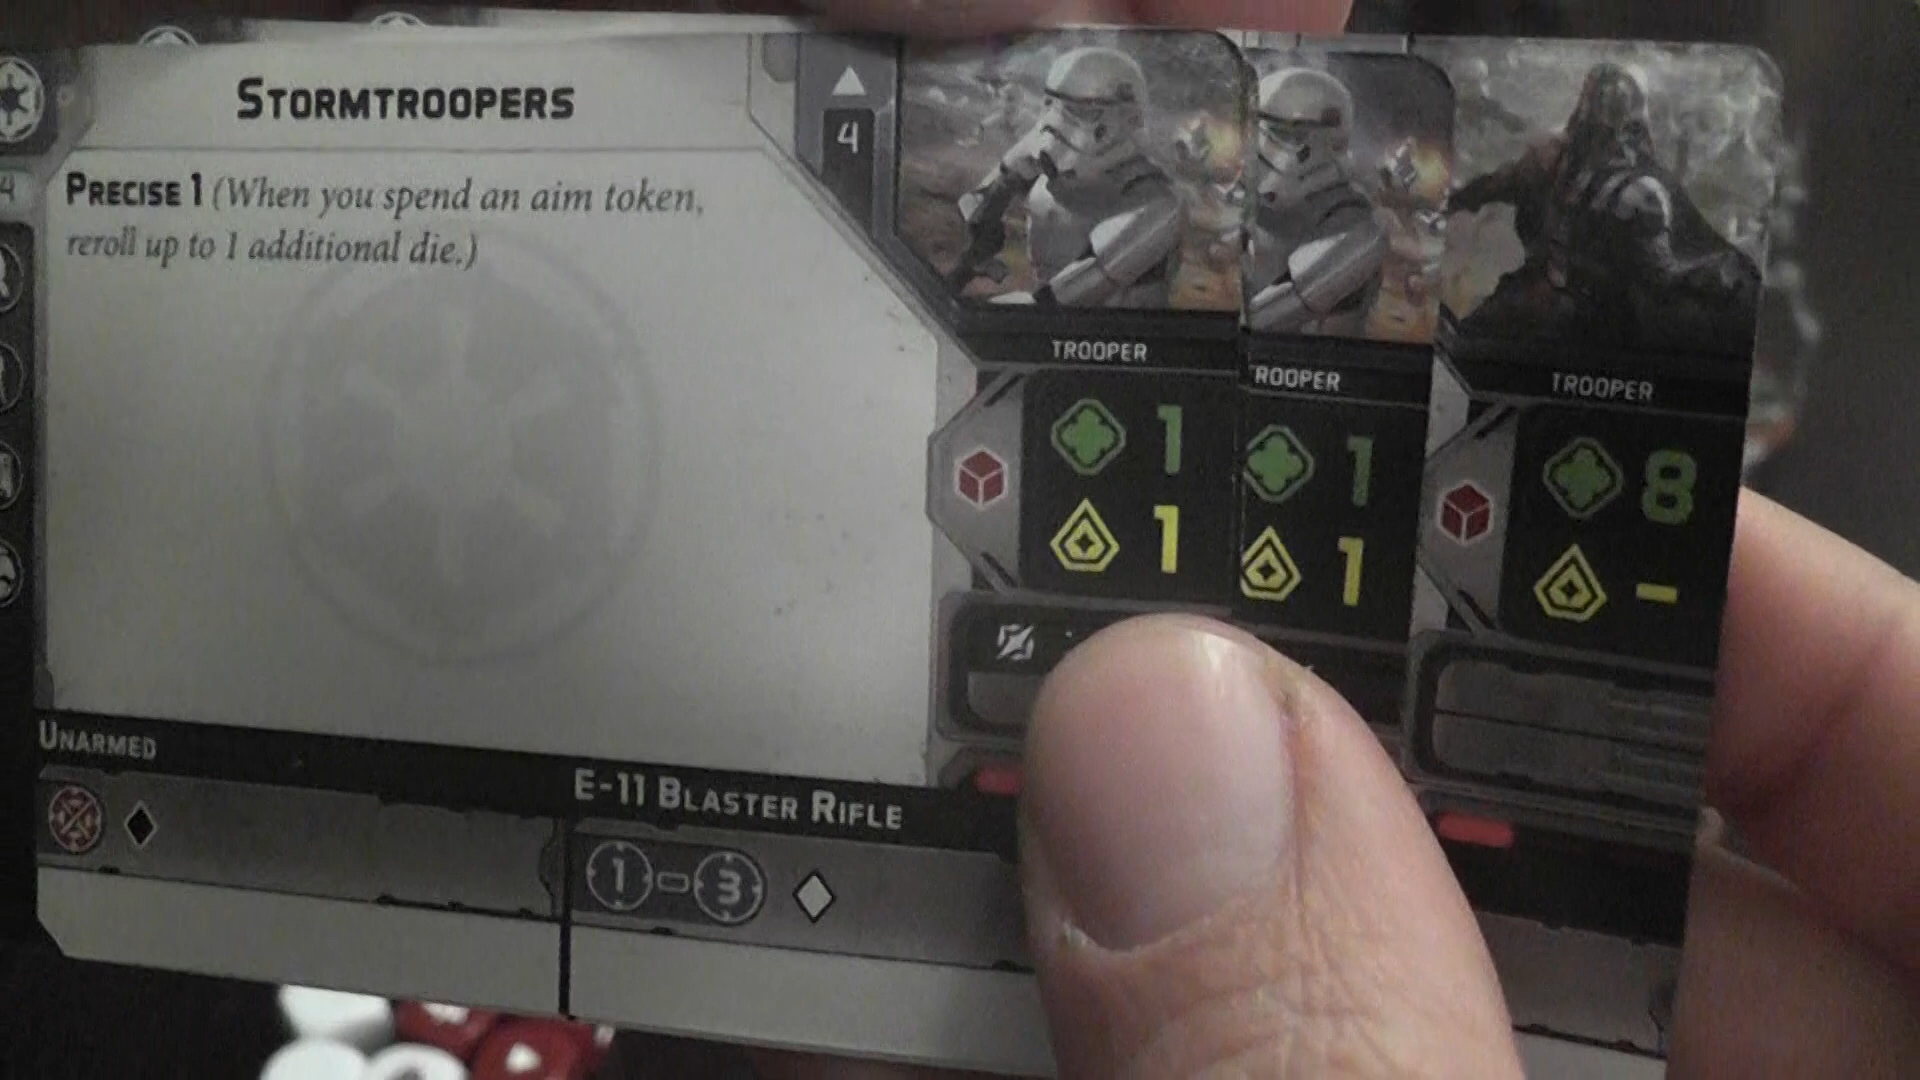 STORMTROOPERS
4
PRECISE 1 (When you spend an aim token,
reroll up to 1 additional die.)
TROOPER
1
1
ROOPER
1
1
TROOPER
8
-
UNARMED
E-11 BLASTER RIFLE
1 - 3
4